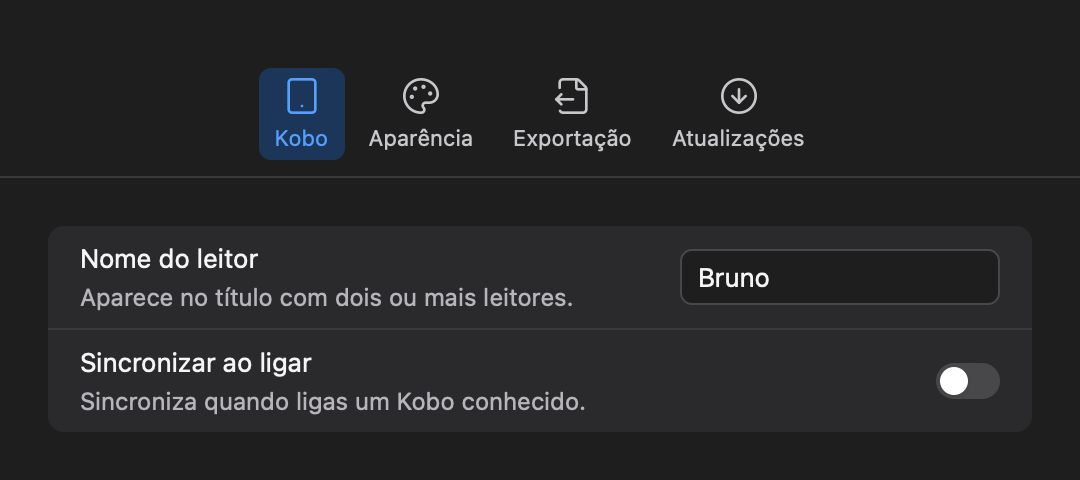 Kobo
Aparência
Exportação
Atualizações
Nome do leitor
Aparece no título com dois ou mais leitores.
Bruno
Sincronizar ao ligar
Sincroniza quando ligas um Kobo conhecido.